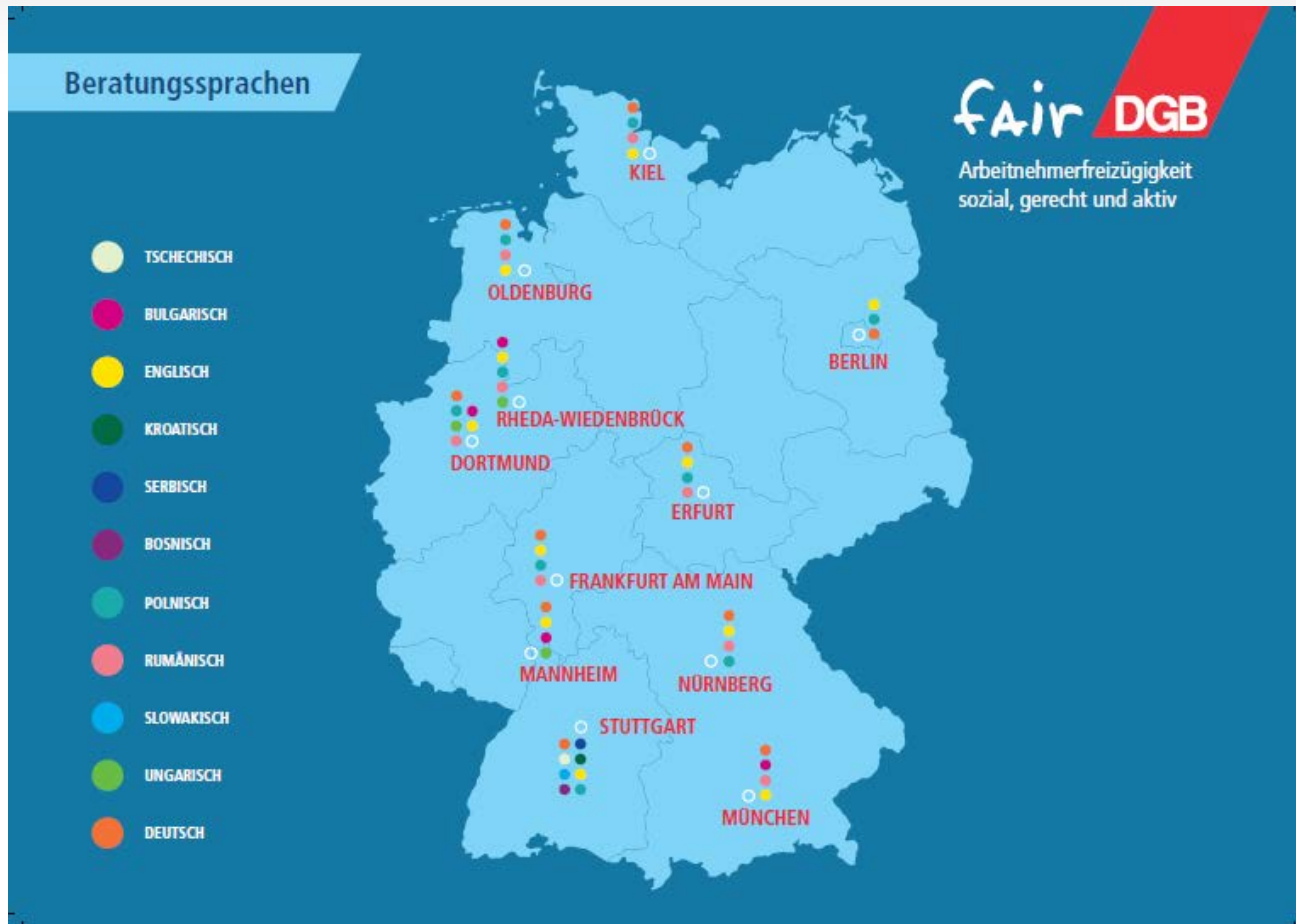 Beratungssprachen
fair DGB
Arbeitnehmerfreizügigkeit
sozial, gerecht und aktiv
TSCHECHISCH
BULGARISCH
ENGLISCH
KROATISCH
SERBISCH
BOSNISCH
POLNISCH
RUMÄNISCH
SLOWAKISCH
UNGARISCH
DEUTSCH
KIEL
OLDENBURG
BERLIN
RHEDA-WIEDENBRÜCK
DORTMUND
ERFURT
FRANKFURT AM MAIN
MANNHEIM
NÜRNBERG
STUTTGART
MÜNCHEN